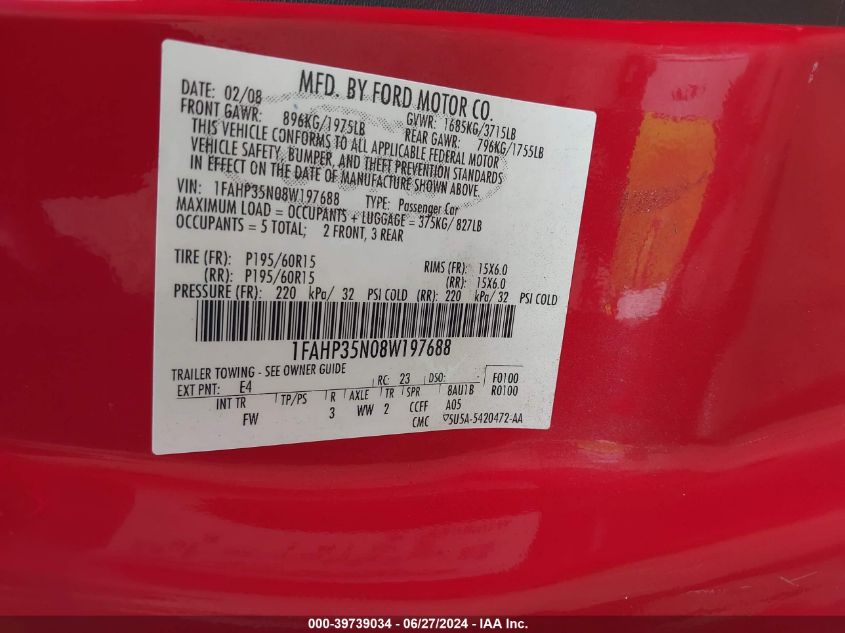 MFD. BY FORD MOTOR CO.
DATE: 02/08 GVWR: 1685KG/3715LB
FRONT GAWR: 896KG/1975LB REAR GAWR: 796KG/1755LB
THIS VEHICLE CONFORMS TO ALL APPLICABLE FEDERAL MOTOR
VEHICLE SAFETY, BUMPER, AND THEFT PREVENTION STANDARDS
IN EFFECT ON THE DATE OF MANUFACTURE SHOWN ABOVE.
VIN: 1FAHP35N08W197688 TYPE: Passenger Car
MAXIMUM LOAD = OCCUPANTS + LUGGAGE = 375KG/ 827LB
OCCUPANTS = 5 TOTAL; 2 FRONT, 3 REAR
TIRE (FR): P195/60R15 RIMS (FR): 15X6.0
(RR): P195/60R15 (RR): 15X6.0
PRESSURE (FR): 220 kPa/ 32 PSI COLD (RR): 220 kPa/ 32 PSI COLD
1FAHP35N08W197688
TRAILER TOWING - SEE OWNER GUIDE
EXT PNT: E4 RC: 23 DSO: F0100
INT TR TP/PS R AXLE TR SPR 8AU1B R0100
FW 3 WW 2 CCFF A05
CMC 5U5A-5420472-AA
000-39739034 / 06/27/2024 / IAA Inc.